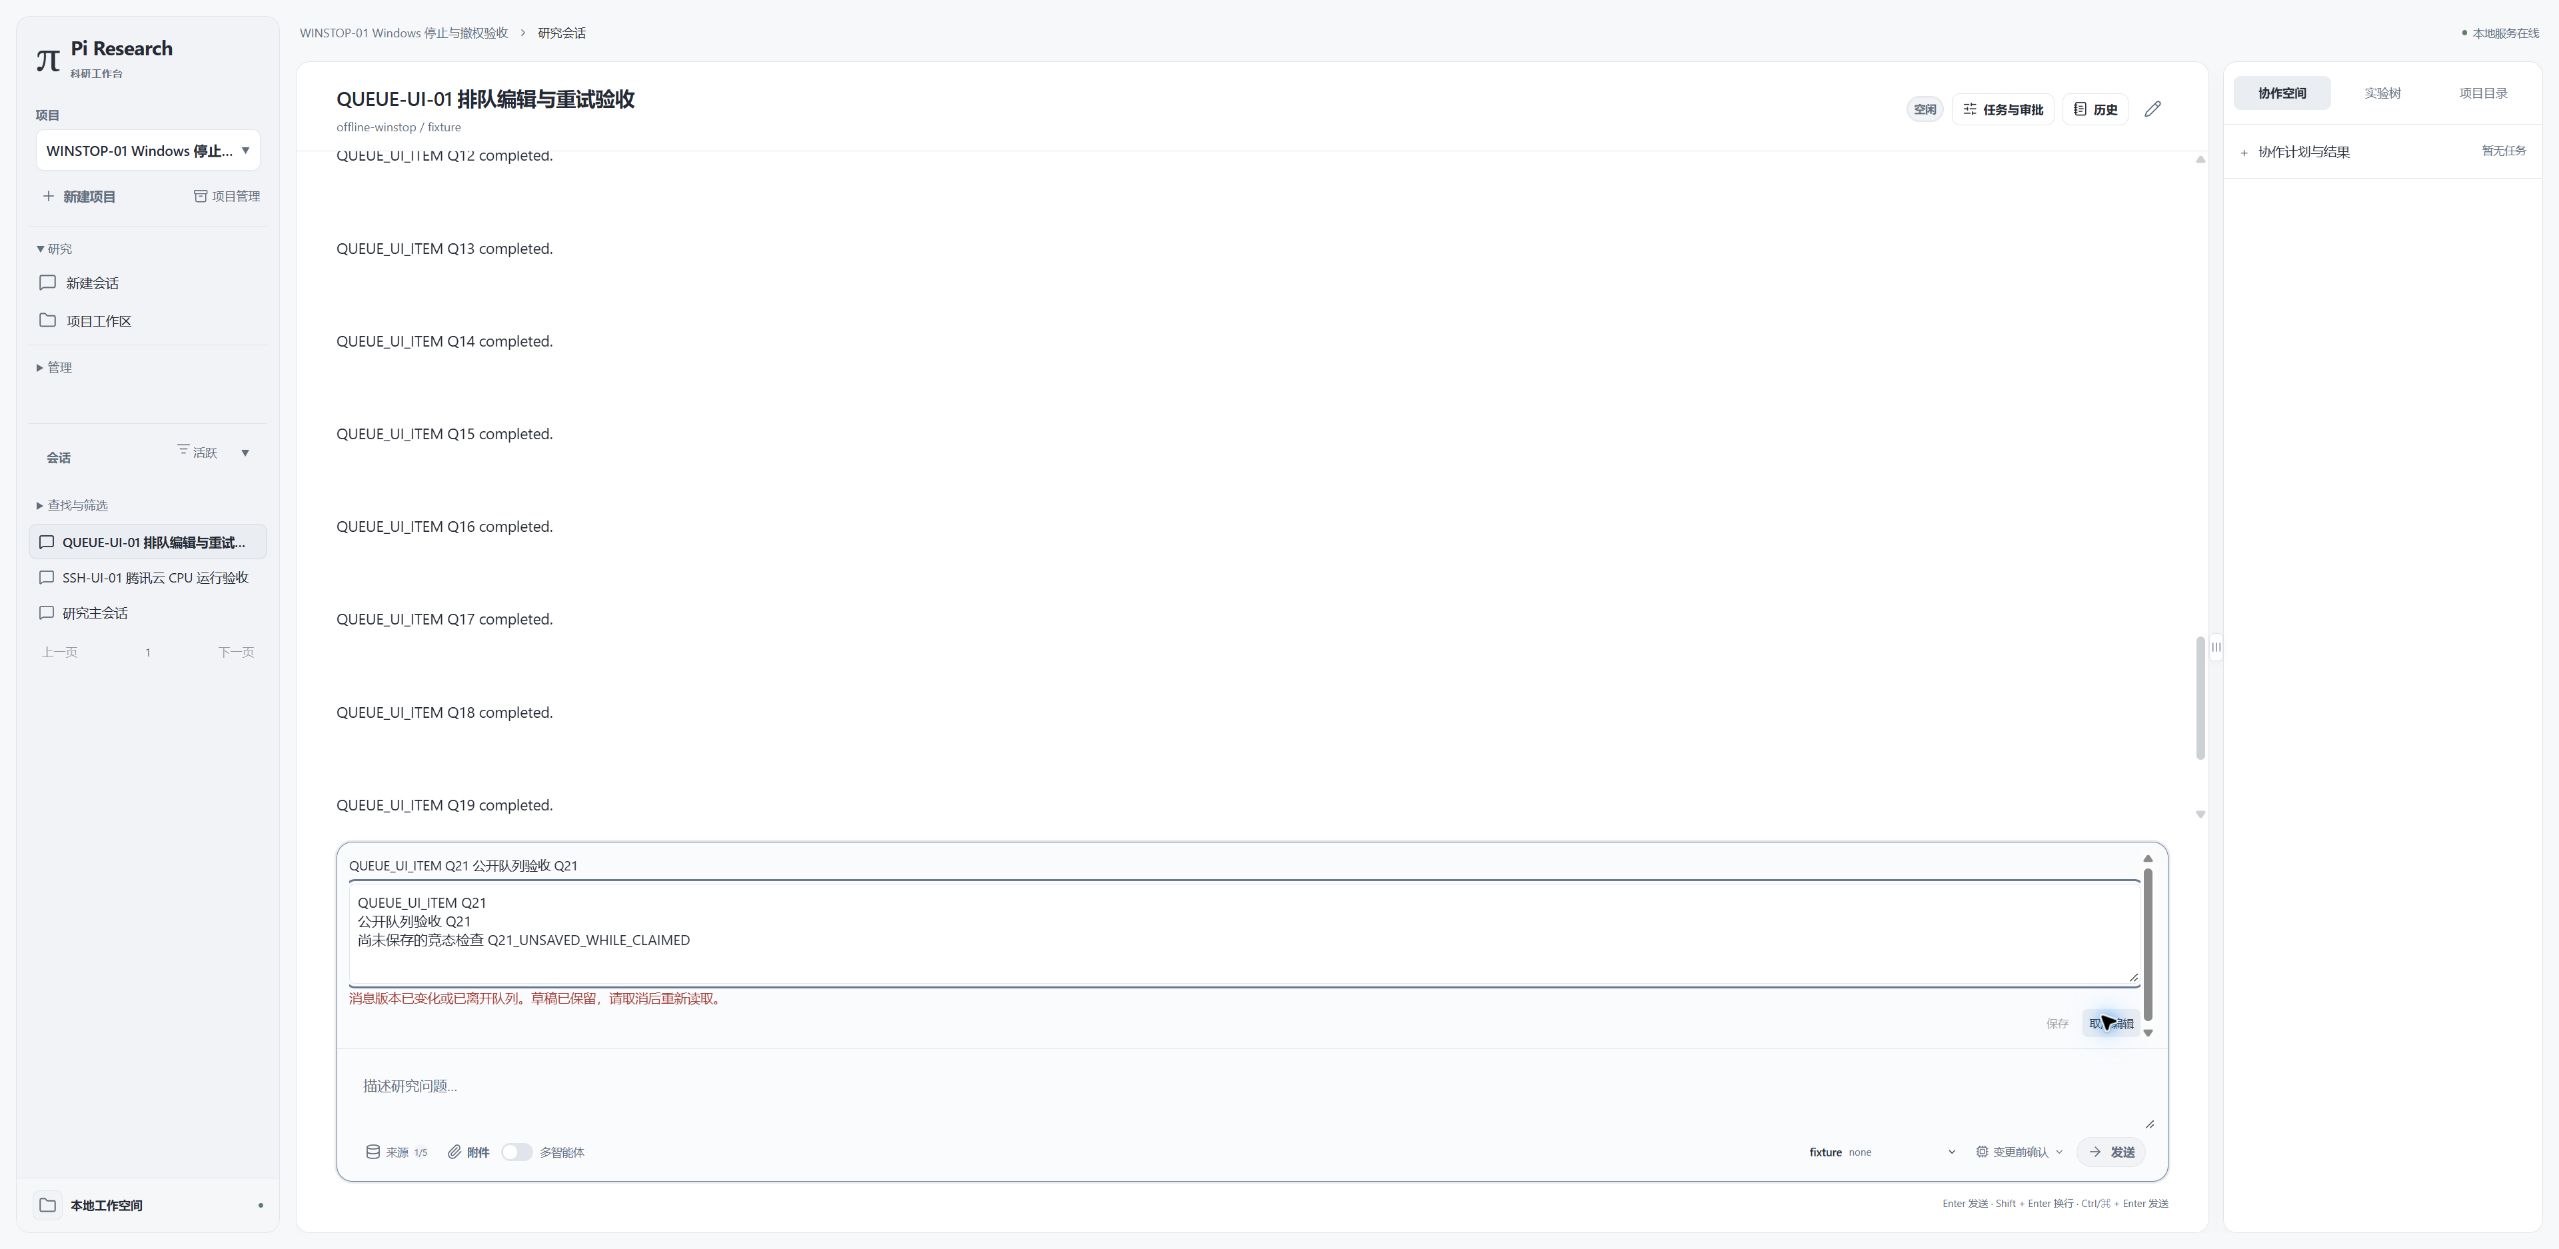 Pi Research
科研工作台
项目
WINSTOP-01 Windows 停止...
新建项目
项目管理
研究
新建会话
项目工作区
管理
会话
活跃
查找与筛选
QUEUE-UI-01 排队编辑与重试...
SSH-UI-01 腾讯云 CPU 运行验收
研究主会话
上一页
1
下一页
本地工作空间
WINSTOP-01 Windows 停止与撤权验收 > 研究会话
本地服务在线
QUEUE-UI-01 排队编辑与重试验收
offline-winstop / fixture
空闲
任务与审批
历史
QUEUE_UI_ITEM Q12 completed.
QUEUE_UI_ITEM Q13 completed.
QUEUE_UI_ITEM Q14 completed.
QUEUE_UI_ITEM Q15 completed.
QUEUE_UI_ITEM Q16 completed.
QUEUE_UI_ITEM Q17 completed.
QUEUE_UI_ITEM Q18 completed.
QUEUE_UI_ITEM Q19 completed.
QUEUE_UI_ITEM Q21 公开队列验收 Q21
QUEUE_UI_ITEM Q21
公开队列验收 Q21
尚未保存的竞态检查 Q21_UNSAVED_WHILE_CLAIMED
消息版本已变化或已离开队列。草稿已保留，请取消后重新读取。
保存
描述研究问题...
来源 1/5
附件
多智能体
fixture none
变更前确认
发送
Enter 发送 · Shift + Enter 换行 · Ctrl/⌘ + Enter 发送
协作空间
实验树
项目目录
+ 协作计划与结果
暂无任务